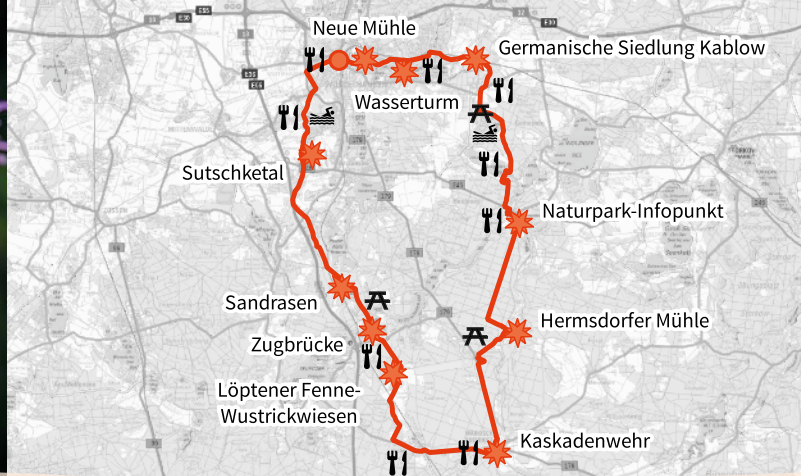 Neue Mühle
Germanische Siedlung Kablow
Wasserturm
Sutschketal
Naturpark-Infopunkt
Sandrasen
Hermsdorfer Mühle
Zugbrücke
Löptener Fenne-
Wustrickwiesen
Kaskadenwehr